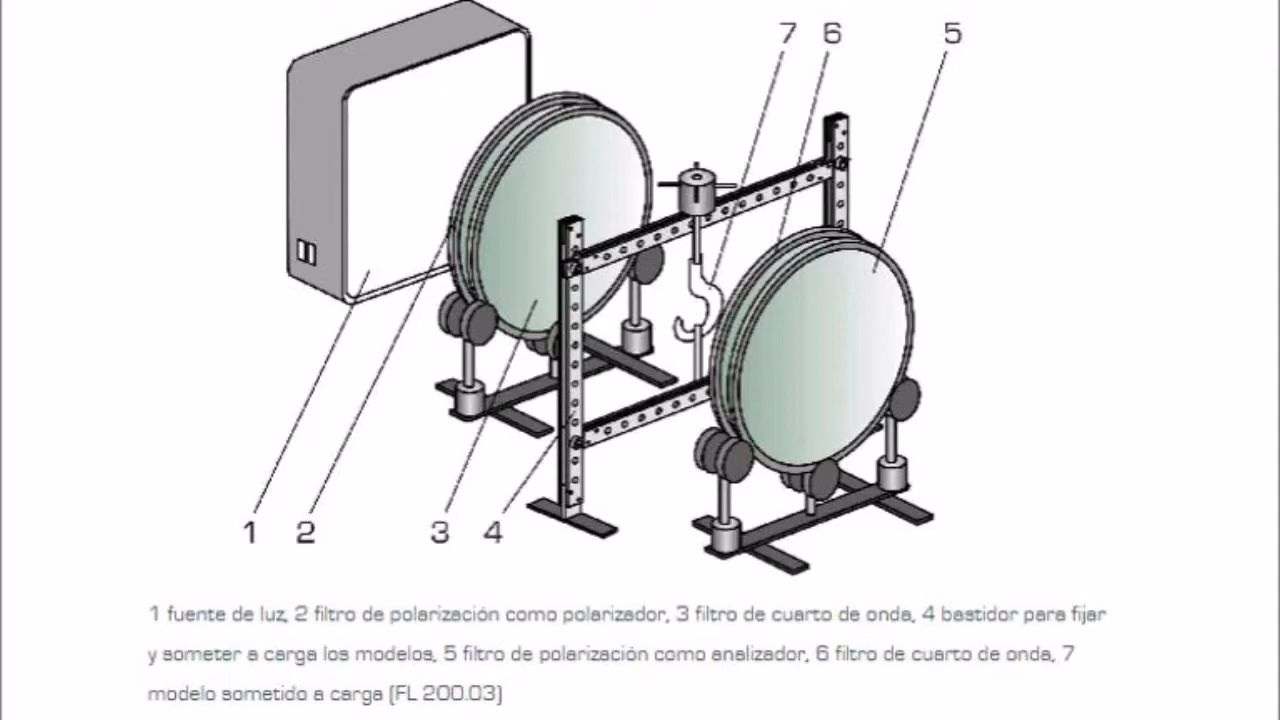 7 6 5
1 2 3 4
1 fuente de luz, 2 filtro de polarización como polarizador, 3 filtro de cuarto de onda, 4 bastidor para fijar
y someter a carga los modelos, 5 filtro de polarización como analizador, 6 filtro de cuarto de onda, 7
modelo sometido a carga (FL 200.03)